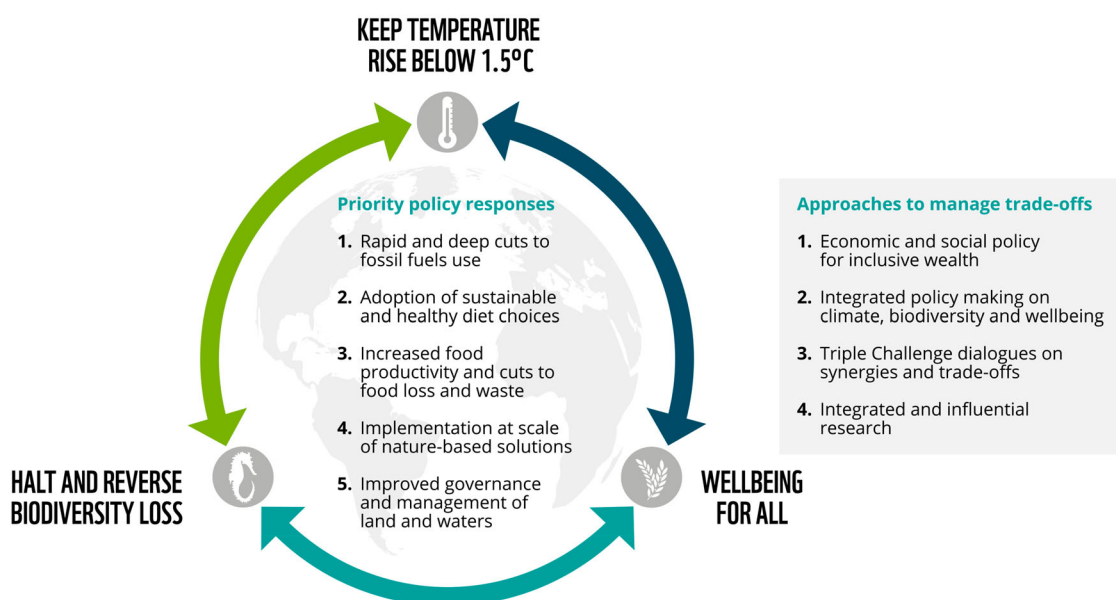 KEEP TEMPERATURE
RISE BELOW 1.5°C
Priority policy responses
1. Rapid and deep cuts to
fossil fuels use
2. Adoption of sustainable
and healthy diet choices
3. Increased food
productivity and cuts to
food loss and waste
4. Implementation at scale
of nature-based solutions
5. Improved governance
and management of
land and waters
HALT AND REVERSE
BIODIVERSITY LOSS
WELLBEING
FOR ALL
Approaches to manage trade-offs
1. Economic and social policy
for inclusive wealth
2. Integrated policy making on
climate, biodiversity and wellbeing
3. Triple Challenge dialogues on
synergies and trade-offs
4. Integrated and influential
research